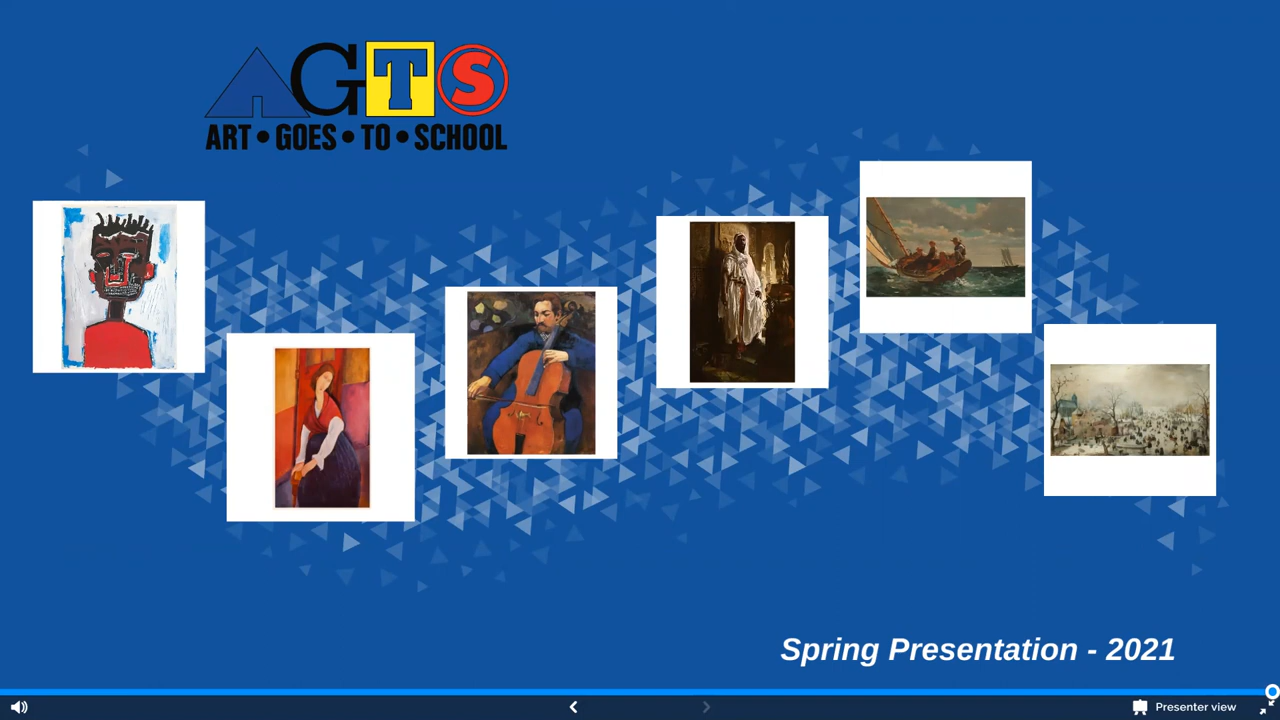 AGTS
ART • GOES • TO • SCHOOL
Spring Presentation - 2021
Presenter view